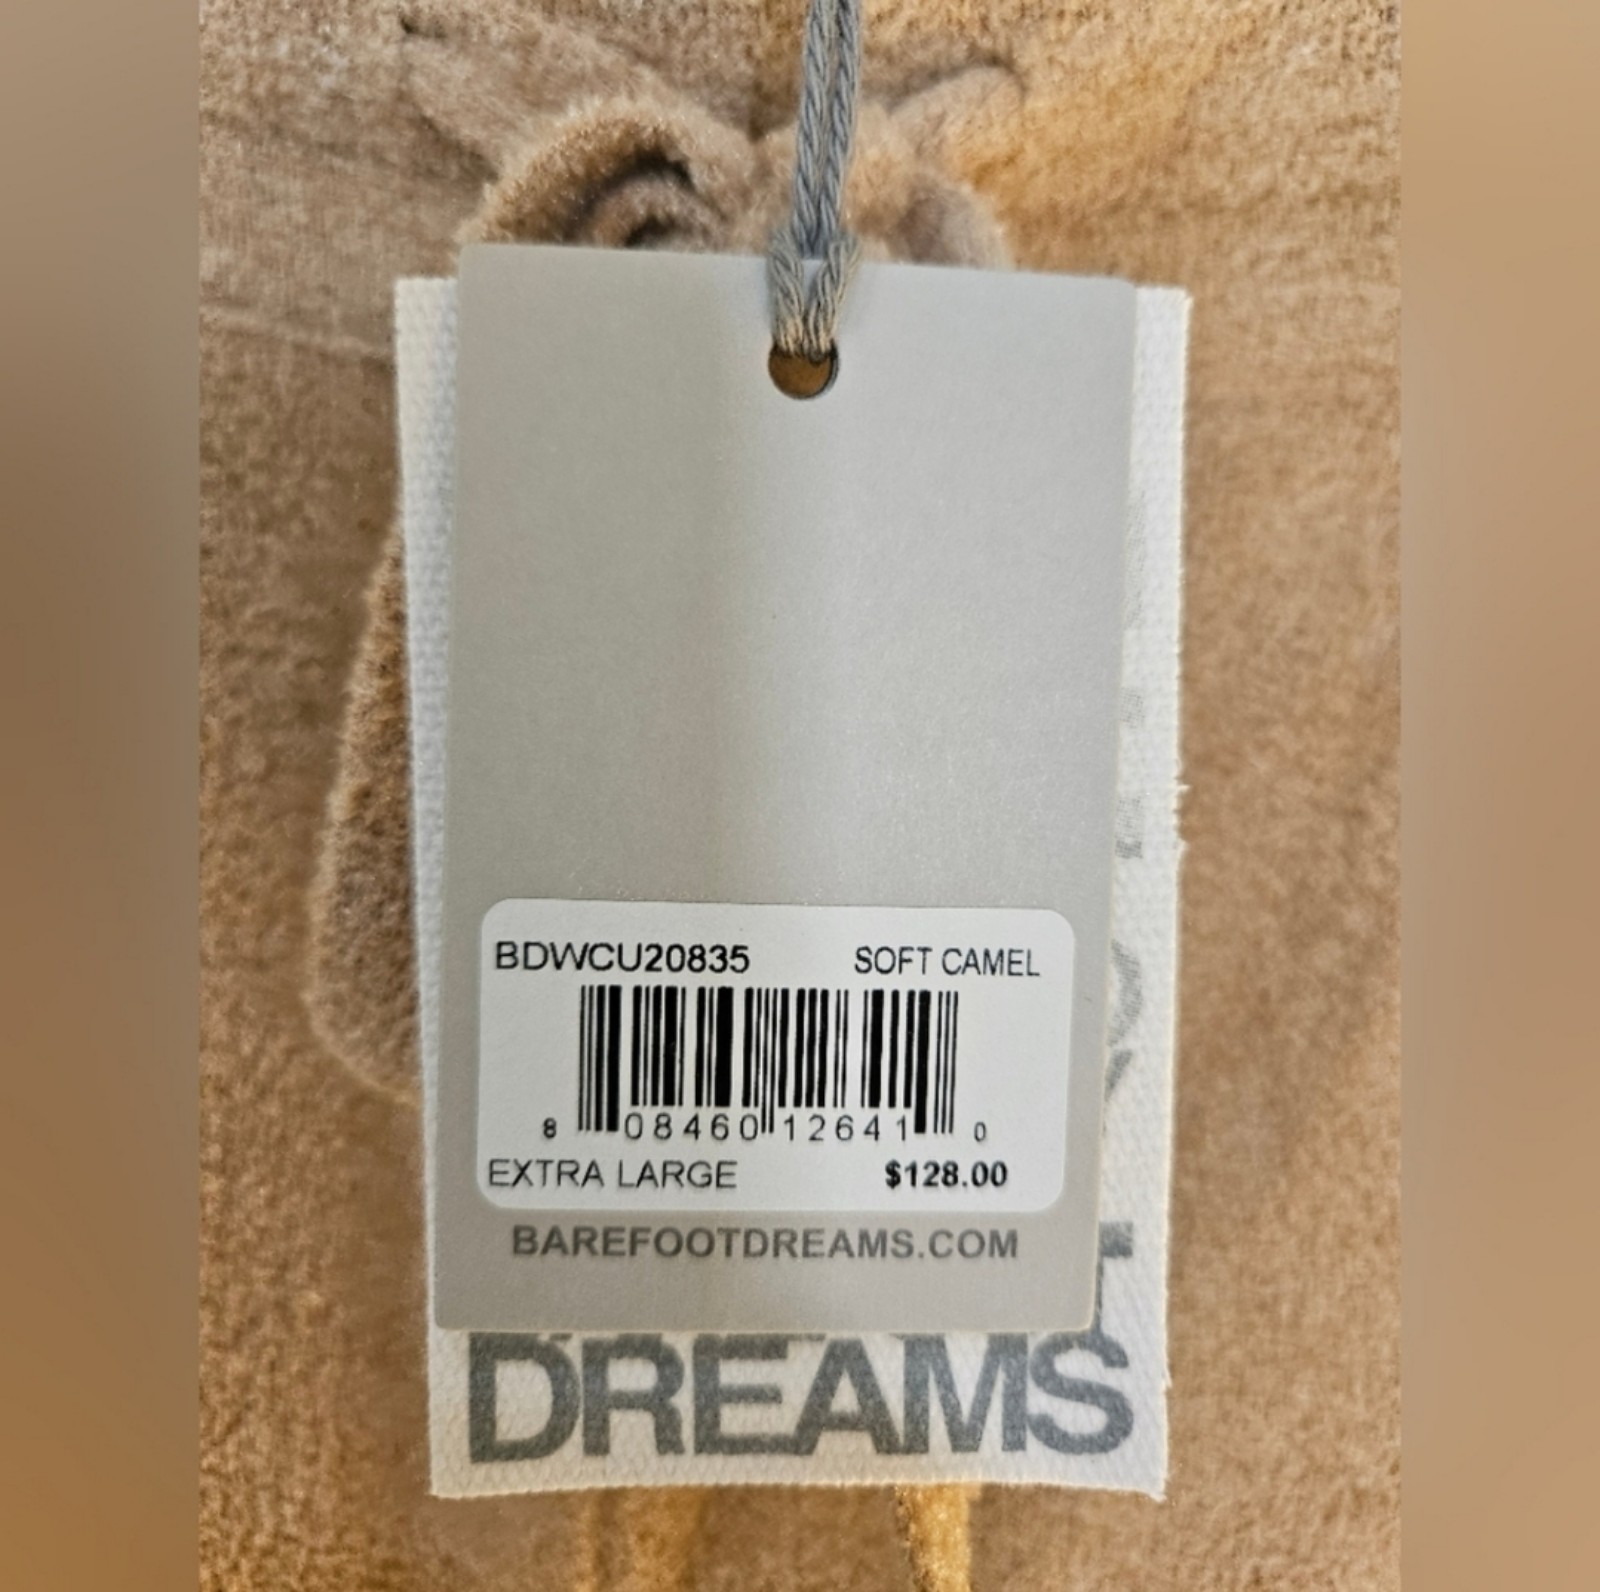 BDWCU20835 SOFT CAMEL
8 08460 12641 0
EXTRA LARGE $128.00
BAREFOOTDREAMS.COM
DREAMS